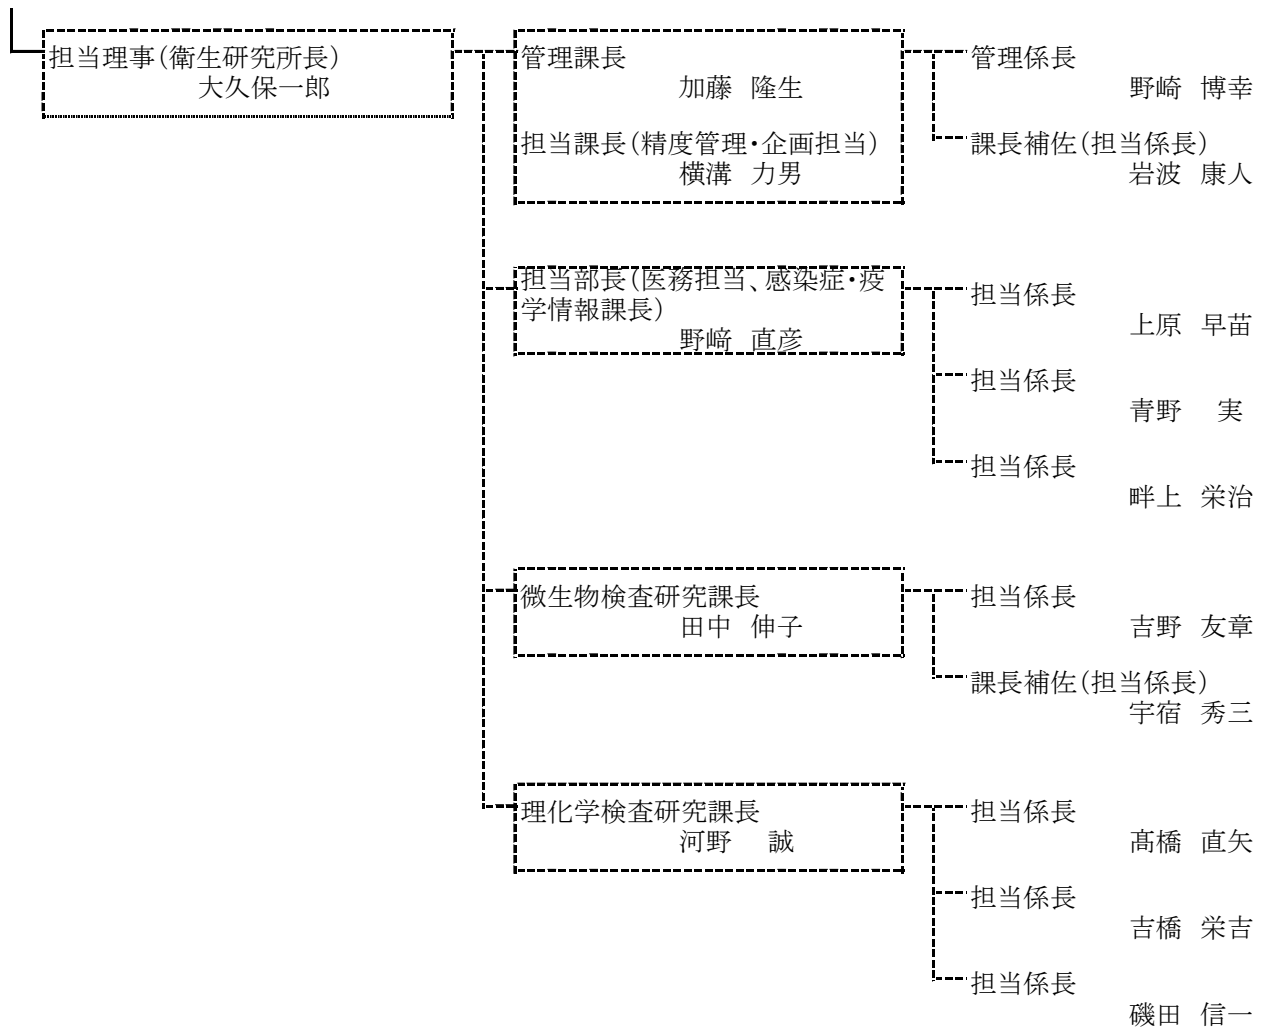 担当理事(衛生研究所長)
大久保一郎
管理課長
加藤 隆生
担当課長(精度管理・企画担当)
横溝 力男
管理係長
野崎 博幸
課長補佐(担当係長)
岩波 康人
担当部長(医務担当、感染症・疫
学情報課長)
野﨑 直彦
担当係長
上原 早苗
担当係長
青野 実
担当係長
畔上 栄治
微生物検査研究課長
田中 伸子
担当係長
吉野 友章
課長補佐(担当係長)
宇宿 秀三
理化学検査研究課長
河野 誠
担当係長
髙橋 直矢
担当係長
吉橋 栄吉
担当係長
磯田 信一